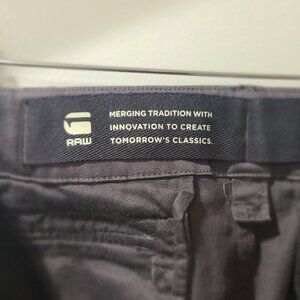 MERGING TRADITION WITH
INNOVATION TO CREATE
TOMORROW'S CLASSICS.
RAW